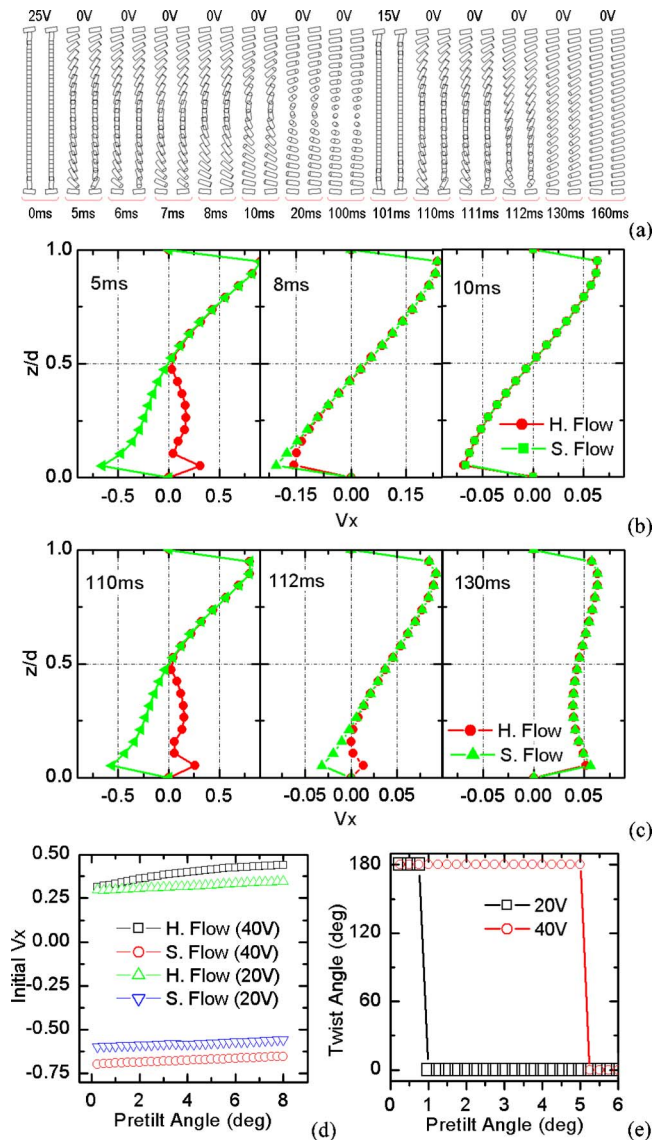 25V 0V 0V 0V 0V 0V 0V 0V 15V 0V 0V 0V 0V 0V
0ms 5ms 6ms 7ms 8ms 10ms 20ms 100ms 101ms 110ms 111ms 112ms 130ms 160ms
(a)
1.0
0.5
0.0
z/d
5ms
8ms
10ms
H. Flow
S. Flow
-0.5 0.0 0.5 -0.15 0.00 0.15 -0.05 0.00 0.05
Vx
(b)
1.0
0.5
0.0
z/d
110ms
112ms
130ms
H. Flow
S. Flow
-0.5 0.0 0.5 -0.05 0.00 0.05 -0.05 0.00 0.05
Vx
(c)
0.50
0.25
0.00
-0.25
-0.50
-0.75
Initial Vx
H. Flow (40V)
S. Flow (40V)
H. Flow (20V)
S. Flow (20V)
0 2 4 6 8
Pretilt Angle (deg)
(d)
180
120
60
0
Twist Angle (deg)
20V
40V
0 1 2 3 4 5 6
Pretilt Angle (deg)
(e)